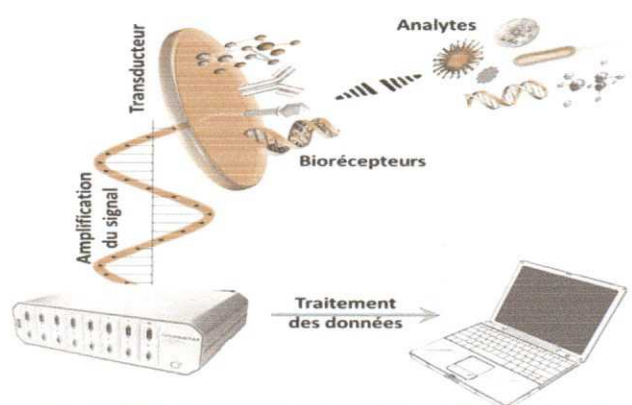 Analytes
Transducteur
Biorécepteurs
Amplification
du signal
Traitement
des données